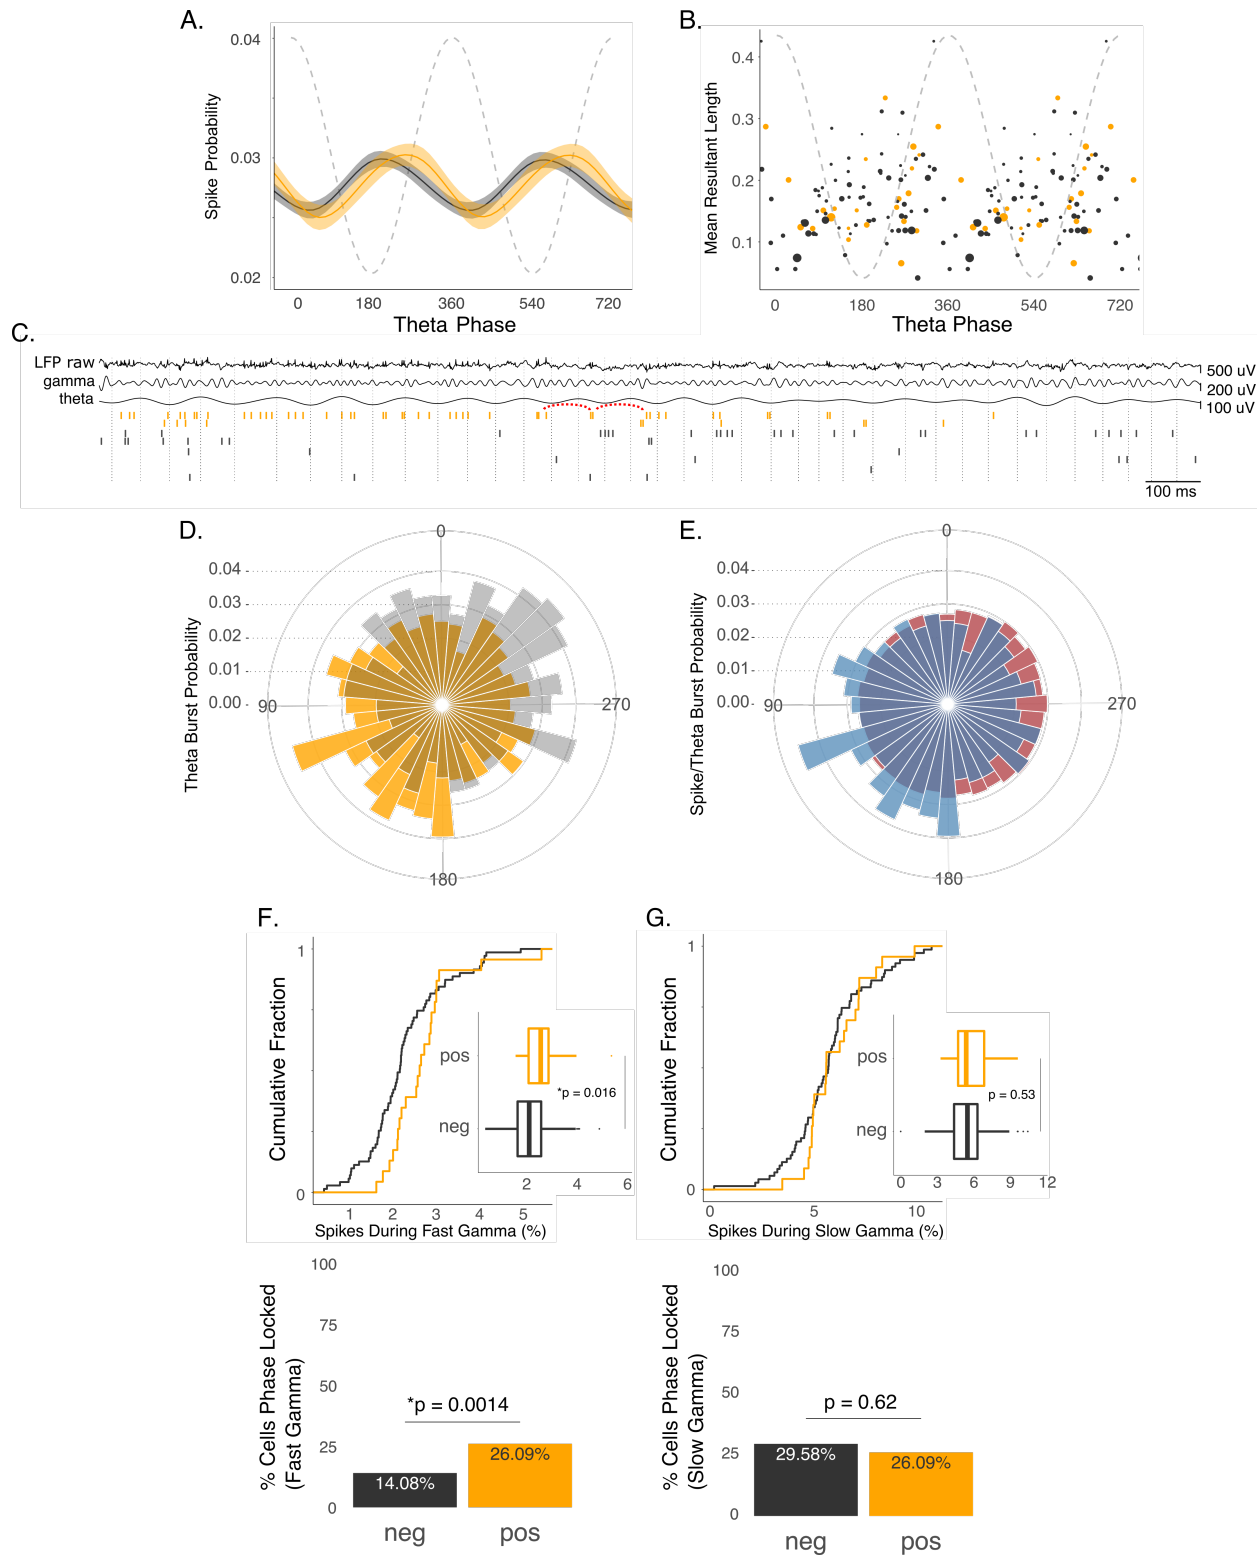 A.
0.04
0.03
0.02
Spike Probability
0 180 360 540 720
Theta Phase
B.
0.4
0.3
0.2
0.1
Mean Resultant Length
0 180 360 540 720
Theta Phase
C.
LFP raw
gamma
theta
500 uV
200 uV
100 uV
100 ms
D.
0.04
0.03
0.02
0.01
0.00
Theta Burst Probability
0
90
270
180
E.
0.04
0.03
0.02
0.01
0.00
Spike/Theta Burst Probability
0
90
270
180
F.
1
0
Cumulative Fraction
pos
neg
*p = 0.016
2 4 6
1 2 3 4 5
Spikes During Fast Gamma (%)
G.
1
0
Cumulative Fraction
pos
neg
p = 0.53
0 3 6 9 12
0 5 10
Spikes During Slow Gamma (%)
100
75
50
25
0
% Cells Phase Locked
(Fast Gamma)
*p = 0.0014
14.08%
26.09%
neg pos
100
75
50
25
0
% Cells Phase Locked
(Slow Gamma)
p = 0.62
29.58%
26.09%
neg pos